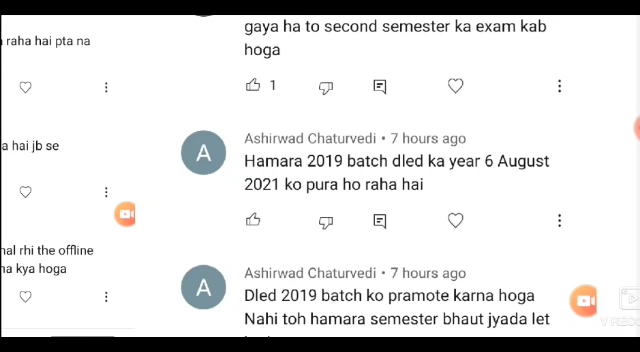 raha hai pta na
a hai jb se
nal rhi the offline
na kya hoga
gaya ha to second semester ka exam kab
hoga
1
Ashirwad Chaturvedi • 7 hours ago
A
Hamara 2019 batch dled ka year 6 August
2021 ko pura ho raha hai
Ashirwad Chaturvedi • 7 hours ago
A
Dled 2019 batch ko pramote karna hoga
Nahi toh hamara semester bhaut jyada let